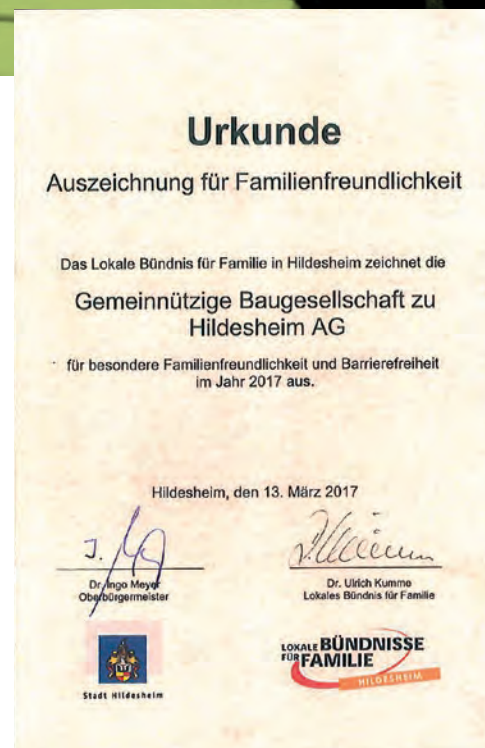 Urkunde
Auszeichnung für Familienfreundlichkeit
Das Lokale Bündnis für Familie in Hildesheim zeichnet die
Gemeinnützige Baugesellschaft zu
Hildesheim AG
für besondere Familienfreundlichkeit und Barrierefreiheit
im Jahr 2017 aus.
Hildesheim, den 13. März 2017
Dr. Ingo Meyer
Oberbürgermeister
Dr. Ulrich Kumme
Lokales Bündnis für Familie
Stadt Hildesheim
LOKALE BÜNDNISSE
FÜR FAMILIE
HILDESHEIM